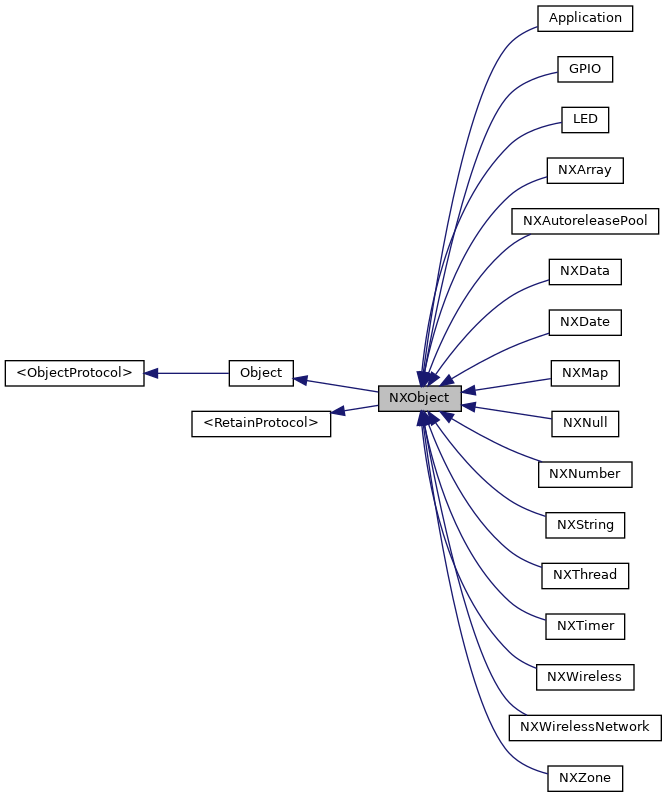 Application
GPIO
LED
NXArray
NXAutoreleasePool
NXData
NXDate
<ObjectProtocol>
Object
NXMap
NXObject
<RetainProtocol>
NXNull
NXNumber
NXString
NXThread
NXTimer
NXWireless
NXWirelessNetwork
NXZone